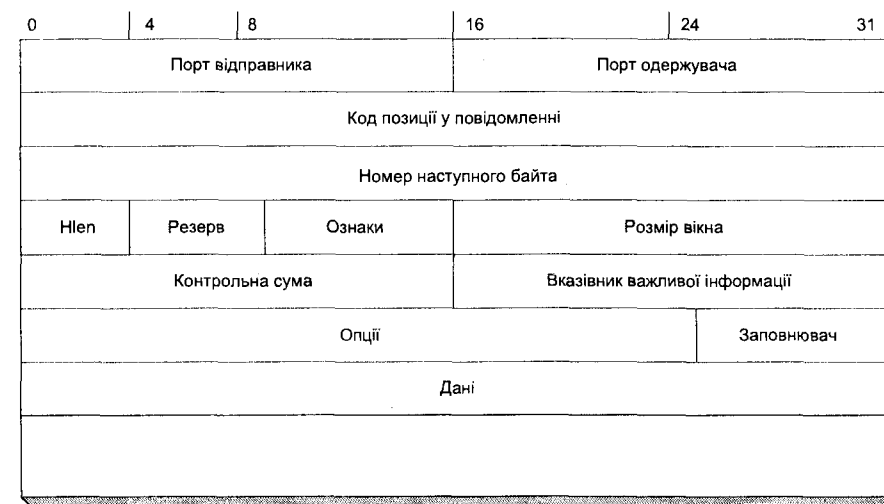 0 4 8 16 24 31
Порт відправника Порт одержувача
Код позиції у повідомленні
Номер наступного байта
Hlen Резерв Ознаки Розмір вікна
Контрольна сума Вказівник важливої інформації
Опції Заповнювач
Дані